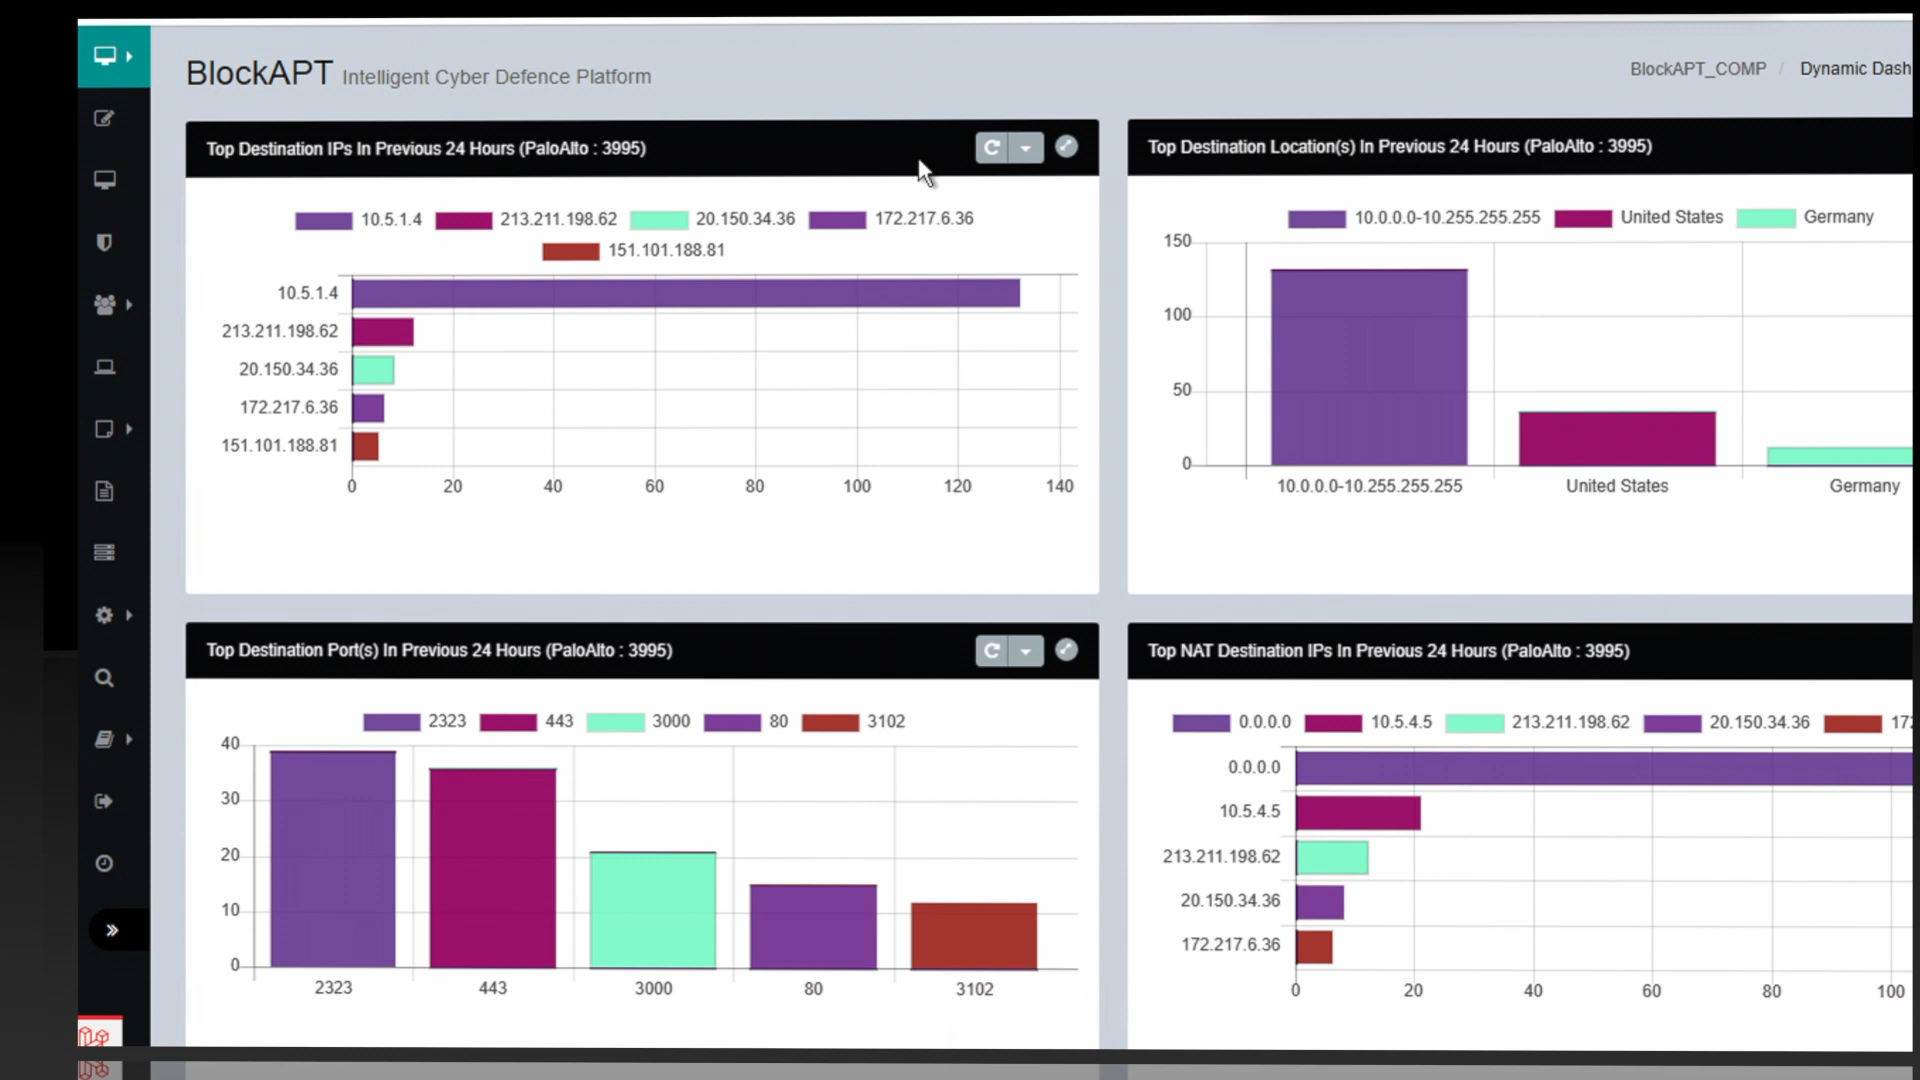 BlockAPT Intelligent Cyber Defence Platform
BlockAPT_COMP / Dynamic Dash
Top Destination IPs In Previous 24 Hours (PaloAlto : 3995)
10.5.1.4 213.211.198.62 20.150.34.36 172.217.6.36
151.101.188.81
10.5.1.4
213.211.198.62
20.150.34.36
172.217.6.36
151.101.188.81
0 20 40 60 80 100 120 140
Top Destination Location(s) In Previous 24 Hours (PaloAlto : 3995)
10.0.0.0-10.255.255.255 United States Germany
150
100
50
0
10.0.0.0-10.255.255.255 United States Germany
Top Destination Port(s) In Previous 24 Hours (PaloAlto : 3995)
2323 443 3000 80 3102
40
30
20
10
0
2323 443 3000 80 3102
Top NAT Destination IPs In Previous 24 Hours (PaloAlto : 3995)
0.0.0.0 10.5.4.5 213.211.198.62 20.150.34.36 17
0.0.0.0
10.5.4.5
213.211.198.62
20.150.34.36
172.217.6.36
0 20 40 60 80 100